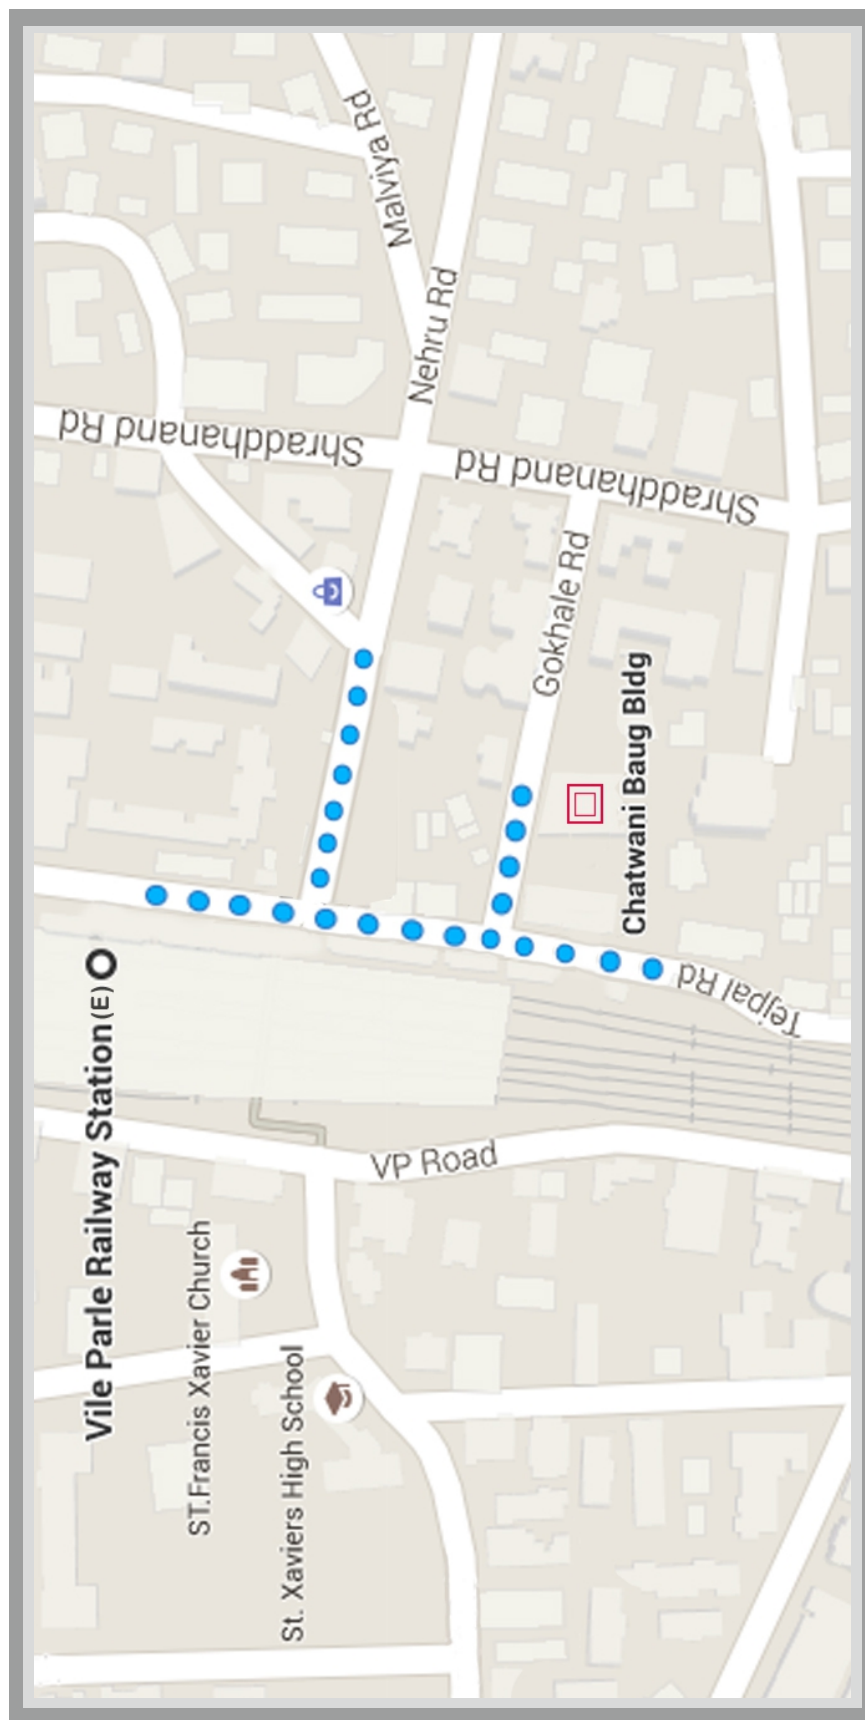 Malviya Rd
Nehru Rd
Shraddhanand Rd
Shraddhanand Rd
Gokhale Rd
Chatwani Baug Bldg
Tejpal Rd
Vile Parle Railway Station (E)
VP Road
ST.Francis Xavier Church
St. Xaviers High School